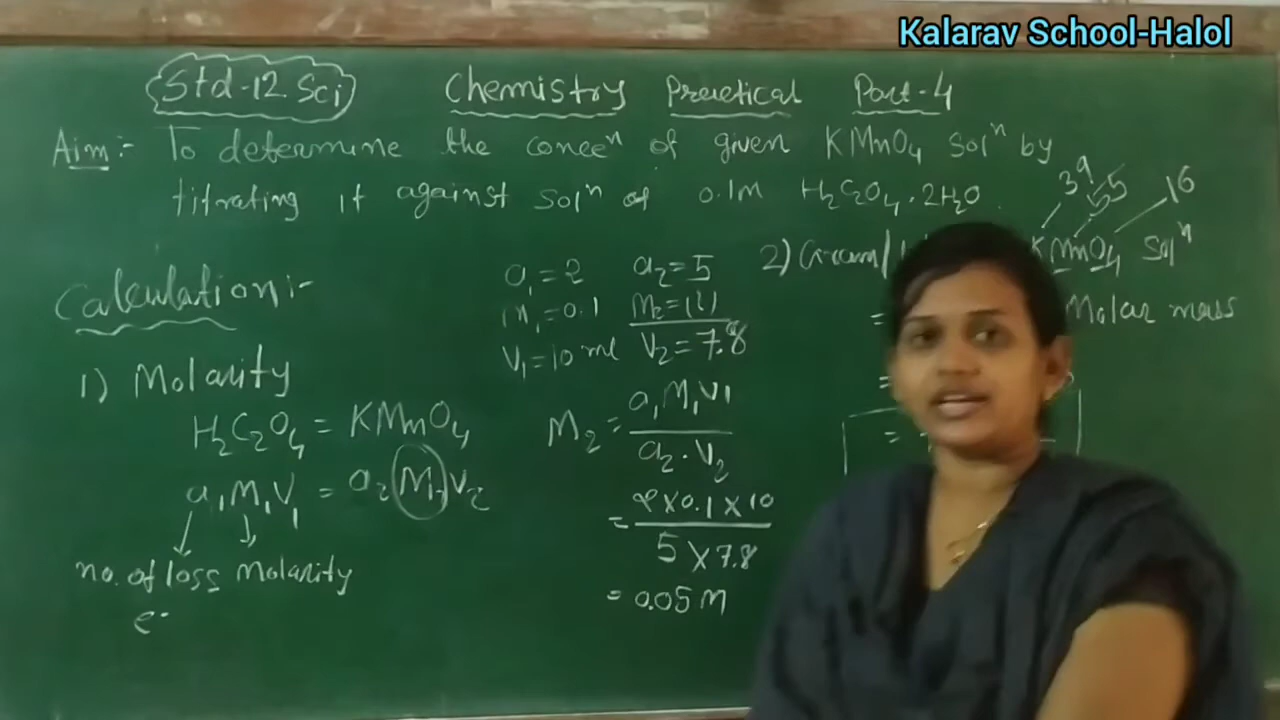 Kalarav School-Halol
Std-12 Sci Chemistry Practical Part-4
Aim:- To determine the concⁿ of given KMnO₄ solⁿ by
titrating it against solⁿ of 0.1M H₂C₂O₄·2H₂O.
39 55 16
Calculation:-
1) Molarity
H₂C₂O₄ = KMnO₄
a₁M₁V₁ = a₂M₂V₂
no. of loss Molarity
e⁻
a₁=2 a₂=5
M₁=0.1 M₂=(?)
V₁=10 ml V₂=7.8
M₂= a₁M₁V₁
a₂·V₂
= 2×0.1×10
5×7.8
= 0.05M
2) Gram/ KMnO₄ Solⁿ
= Molar mass
=
=